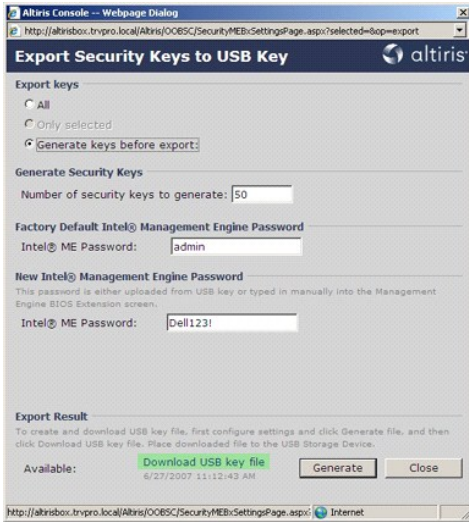 Altiris Console -- Webpage Dialog
http://altirisbox.trvpro.local/Altiris/OOBSC/SecurityMEBxSettingsPage.aspx?selected=&op=export
Export Security Keys to USB Key
altiris
Export keys
All
Only selected
Generate keys before export:
Generate Security Keys
Number of security keys to generate: 50
Factory Default Intel® Management Engine Password
Intel® ME Password: admin
New Intel® Management Engine Password
This password is either uploaded from USB key or typed in manually into the Management
Engine BIOS Extension screen.
Intel® ME Password: Dell123!
Export Result
To create and download USB key file, first configure settings and click Generate file, and then
click Download USB key file. Place downloaded file to the USB Storage Device.
Available: Download USB key file Generate Close
6/27/2007 11:12:43 AM
http://altirisbox.trvpro.local/Altiris/OOBSC/SecurityMEBxSettingsPage.aspx Internet